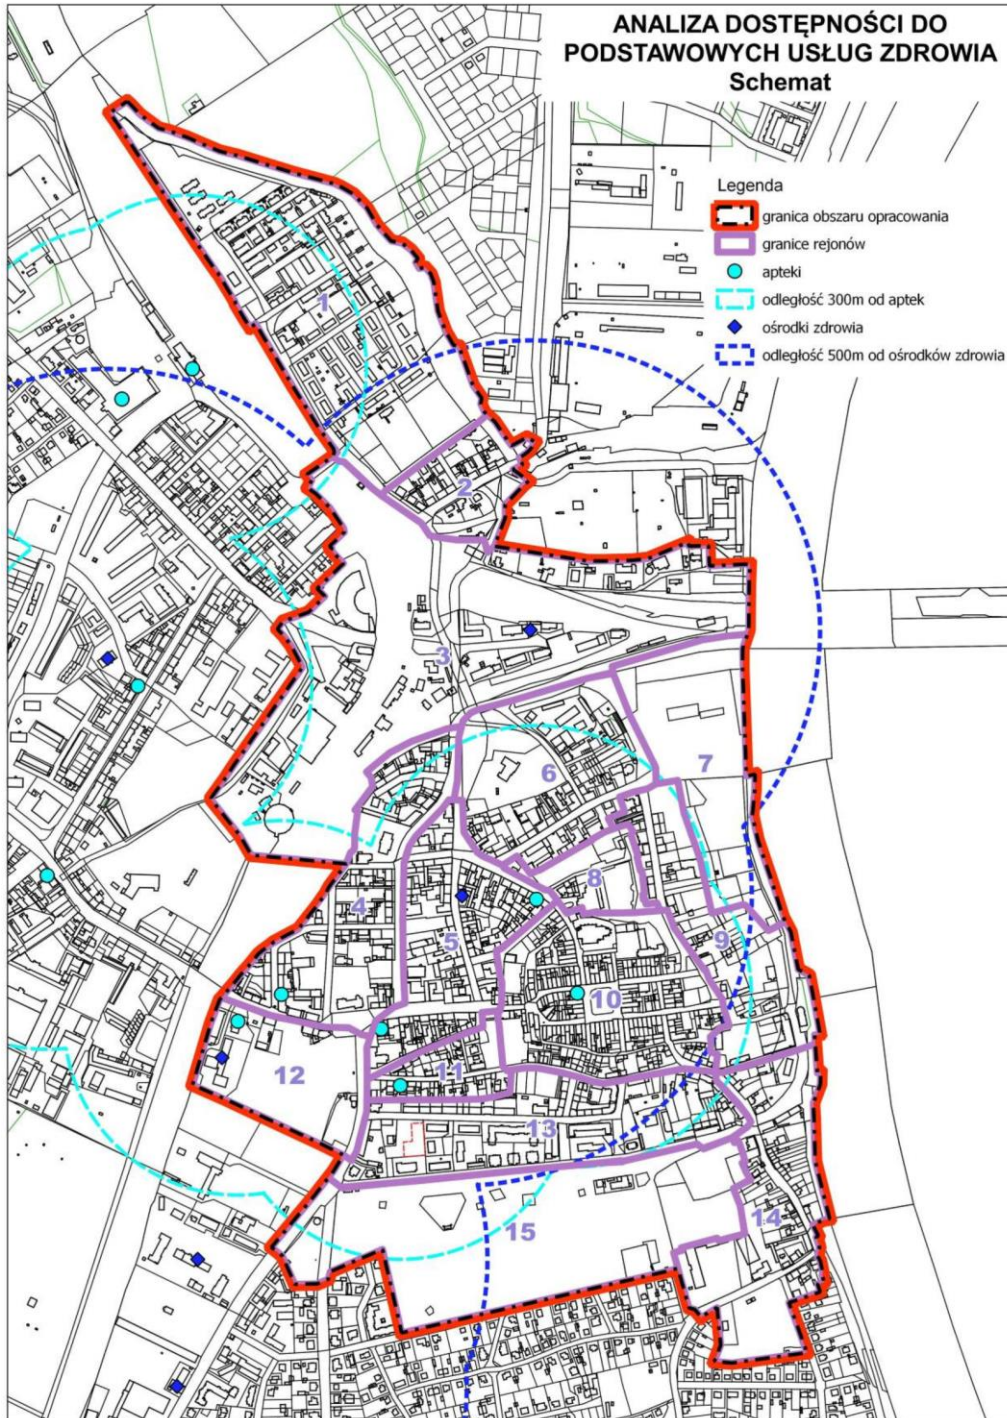 ANALIZA DOSTĘPNOŚCI DO
PODSTAWOWYCH USŁUG ZDROWIA
Schemat
Legenda
granica obszaru opracowania
granice rejonów
apteki
odległość 300m od aptek
ośrodki zdrowia
odległość 500m od ośrodków zdrowia
1
2
3
6
7
8
4
5
9
10
12
11
13
14
15